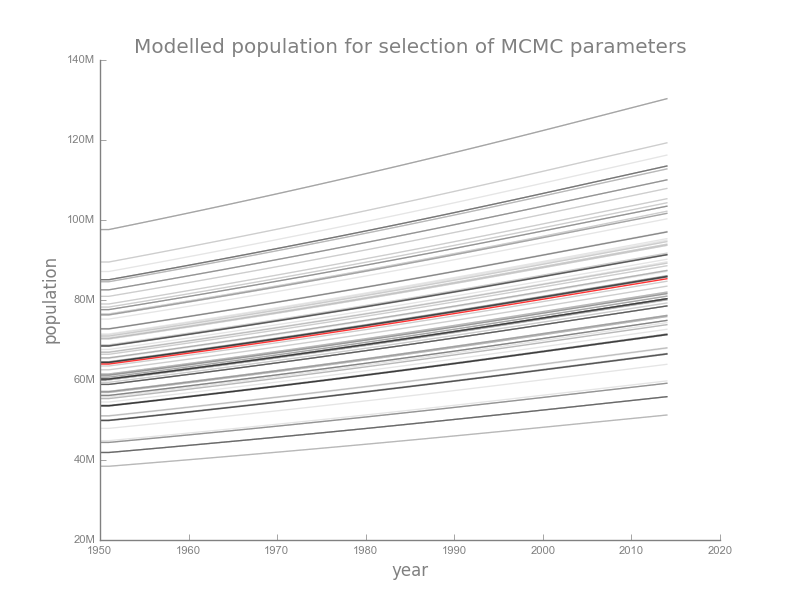 Modelled population for selection of MCMC parameters
140M
120M
100M
80M
60M
40M
20M
population
1950 1960 1970 1980 1990 2000 2010 2020
year